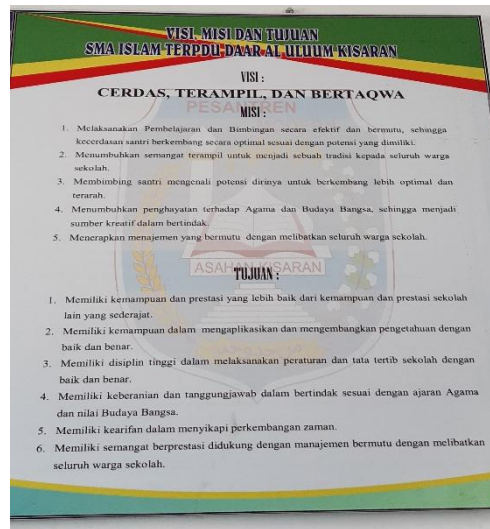 VISI, MISI DAN TUJUAN
SMA ISLAM TERPDU DAAR AL ULUUM KISARAN
VISI :
CERDAS, TERAMPIL, DAN BERTAQWA
PESANTREN
MISI :
1. Melaksanakan Pembelajaran dan Bimbingan secara efektif dan bermutu, sehingga
kecerdasan santri berkembang secara optimal sesuai dengan potensi yang dimiliki.
2. Menumbuhkan semangat terampil untuk menjadi sebuah tradisi kepada seluruh warga
sekolah.
3. Membimbing santri mengenali potensi dirinya untuk berkembang lebih optimal dan
terarah.
4. Menumbuhkan penghayatan terhadap Agama dan Budaya Bangsa, sehingga menjadi
sumber kreatif dalam bertindak.
5. Menerapkan manajemen yang bermutu dengan melibatkan seluruh warga sekolah.
ASAHAN KISARAN
TUJUAN :
1. Memiliki kemampuan dan prestasi yang lebih baik dari kemampuan dan prestasi sekolah
lain yang sederajat.
2. Memiliki kemampuan dalam mengaplikasikan dan mengembangkan pengetahuan dengan
baik dan benar.
3. Memiliki disiplin tinggi dalam melaksanakan peraturan dan tata tertib sekolah dengan
baik dan benar.
4. Memiliki keberanian dan tanggungjawab dalam bertindak sesuai dengan ajaran Agama
dan nilai Budaya Bangsa.
5. Memiliki kearifan dalam menyikapi perkembangan zaman.
6. Memiliki semangat berprestasi didukung dengan manajemen bermutu dengan melibatkan
seluruh warga sekolah.